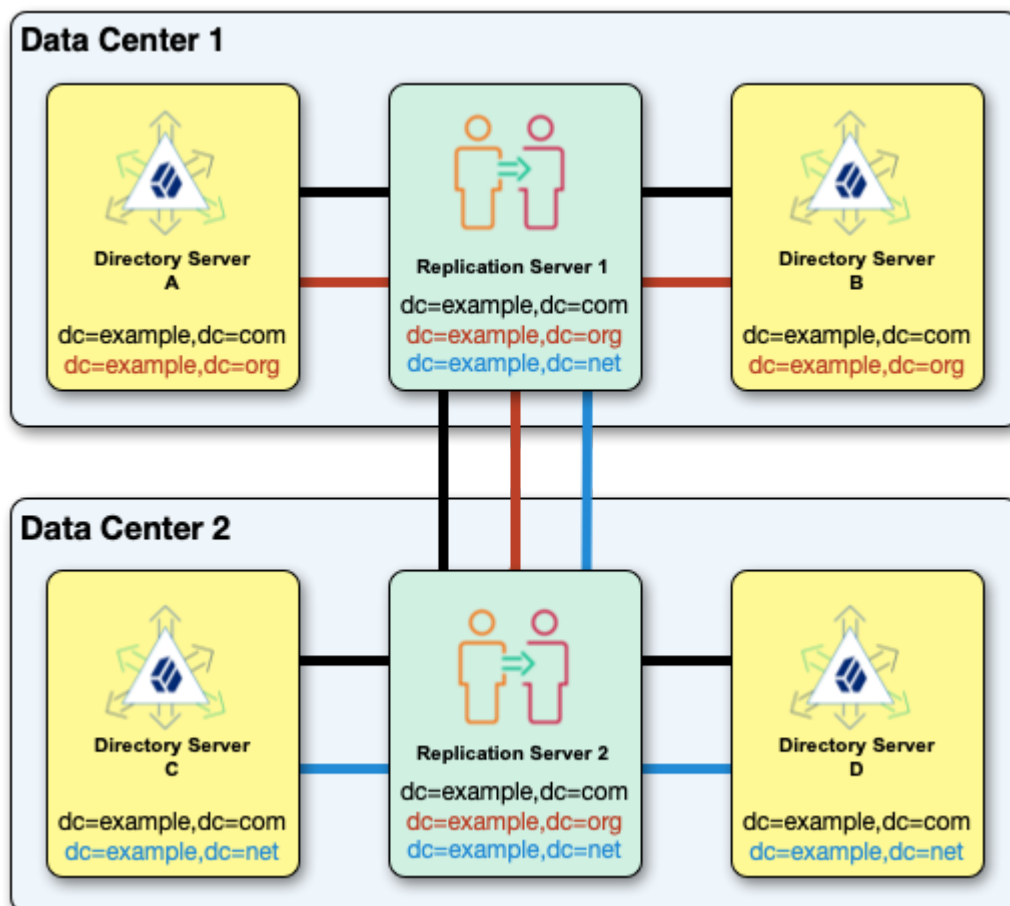 Data Center 1
Directory Server
A
dc=example,dc=com
dc=example,dc=org
Replication Server 1
dc=example,dc=com
dc=example,dc=org
dc=example,dc=net
Directory Server
B
dc=example,dc=com
dc=example,dc=org
Data Center 2
Directory Server
C
dc=example,dc=com
dc=example,dc=net
Replication Server 2
dc=example,dc=com
dc=example,dc=org
dc=example,dc=net
Directory Server
D
dc=example,dc=com
dc=example,dc=net